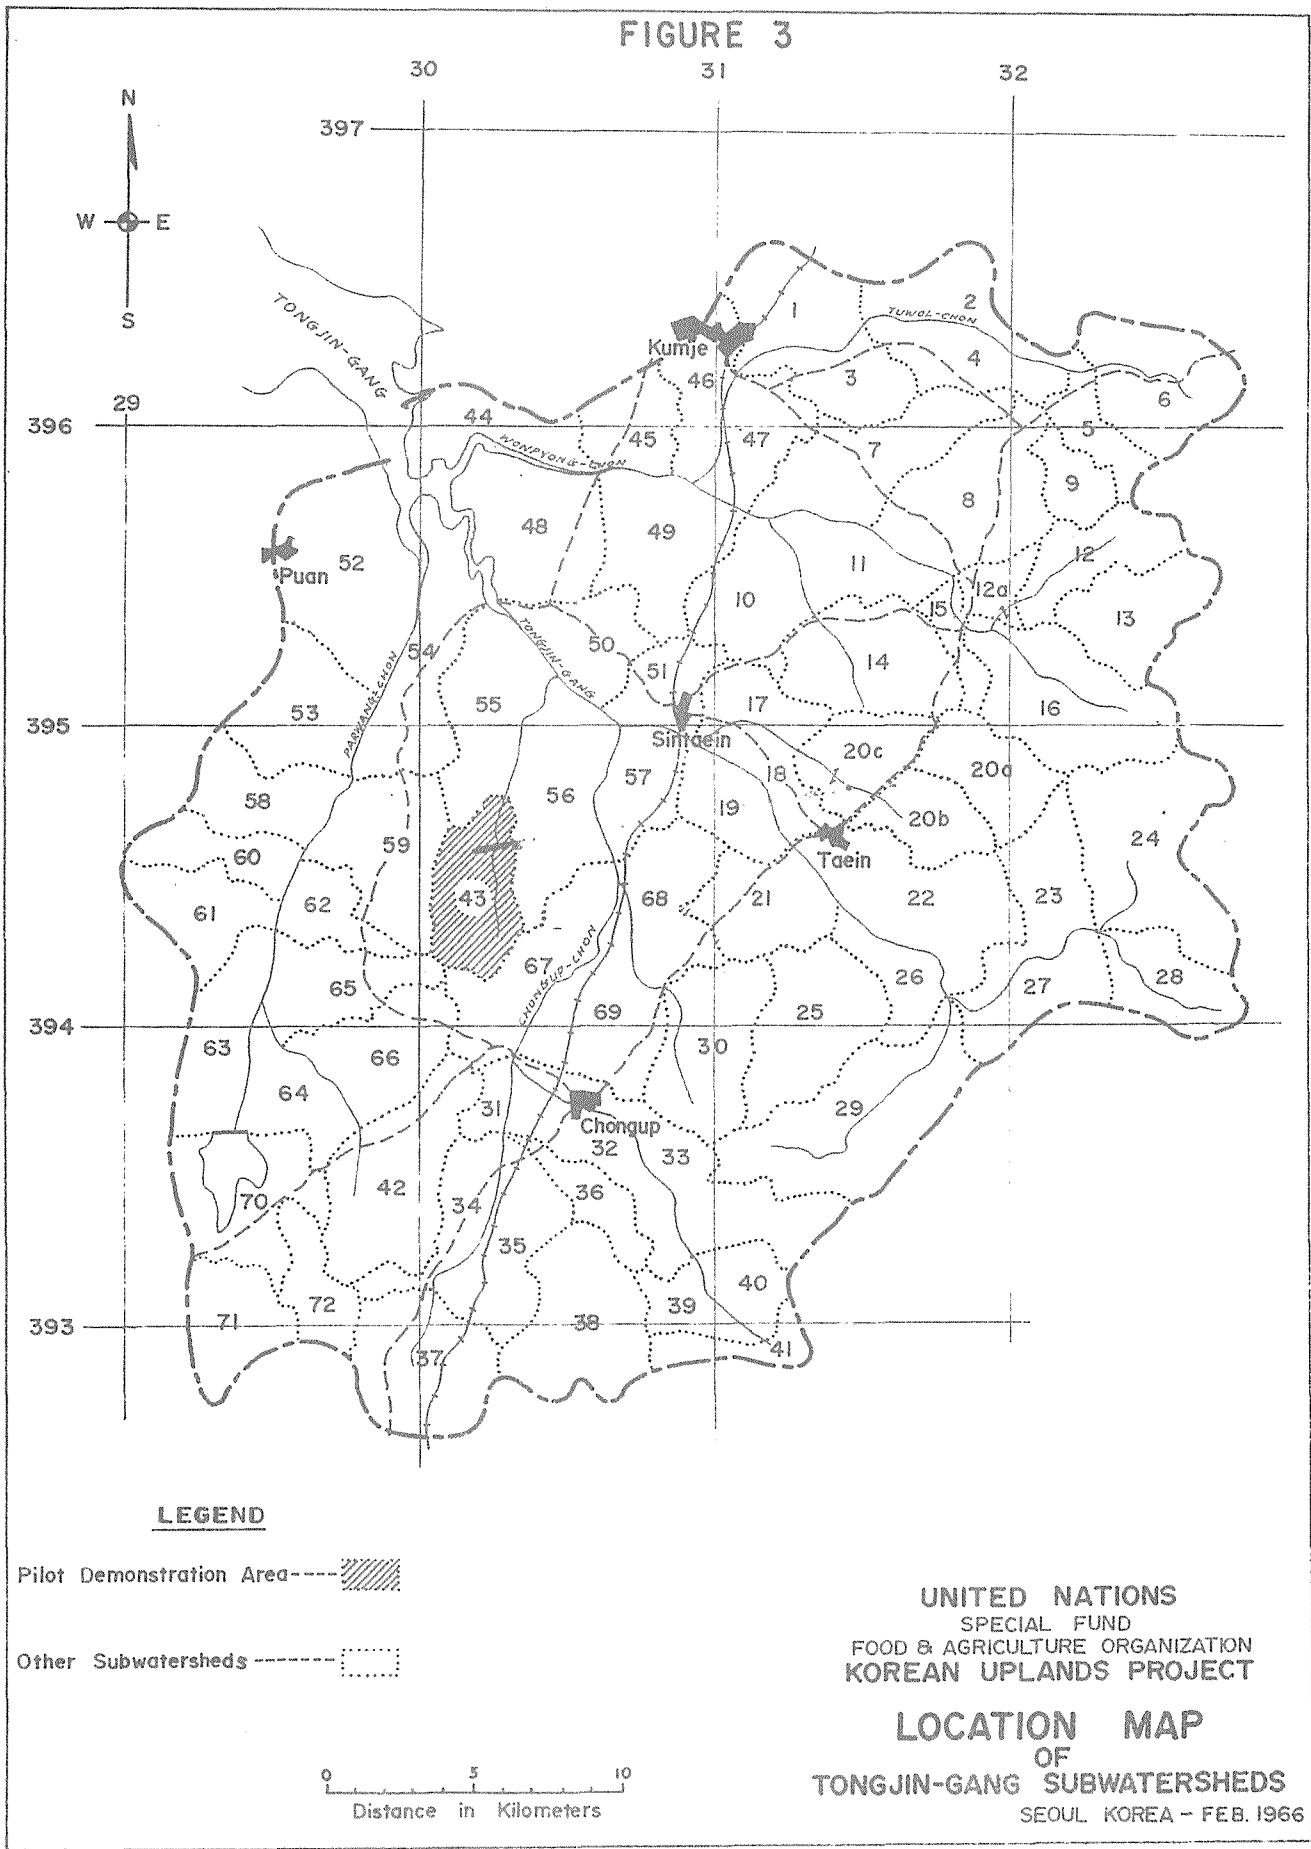 FIGURE 3
30
31
32
N
397
W
E
S
TONGJIN-GANG
1
2
TUWOL-CHON
Kumje
46
3
4
6
29
396
44
45
47
7
5
WONPYONG-CHON
8
9
48
49
52
Puan
11
12
12a
10
15
13
50
TONGJIN-GANG
54
51
14
PARWANG-CHON
53
55
17
16
395
Sintaein
20c
20a
58
56
57
18
19
20b
24
60
59
Taein
61
62
43
68
21
22
23
CHONGUP-CHON
67
26
28
65
27
69
25
394
63
66
30
64
31
29
Chongup
32
33
70
42
34
36
35
40
72
39
393
71
38
37
41
LEGEND
Pilot Demonstration Area
Other Subwatersheds
0 5 10
Distance in Kilometers
UNITED NATIONS
SPECIAL FUND
FOOD & AGRICULTURE ORGANIZATION
KOREAN UPLANDS PROJECT
LOCATION MAP
OF
TONGJIN-GANG SUBWATERSHEDS
SEOUL KOREA - FEB. 1966